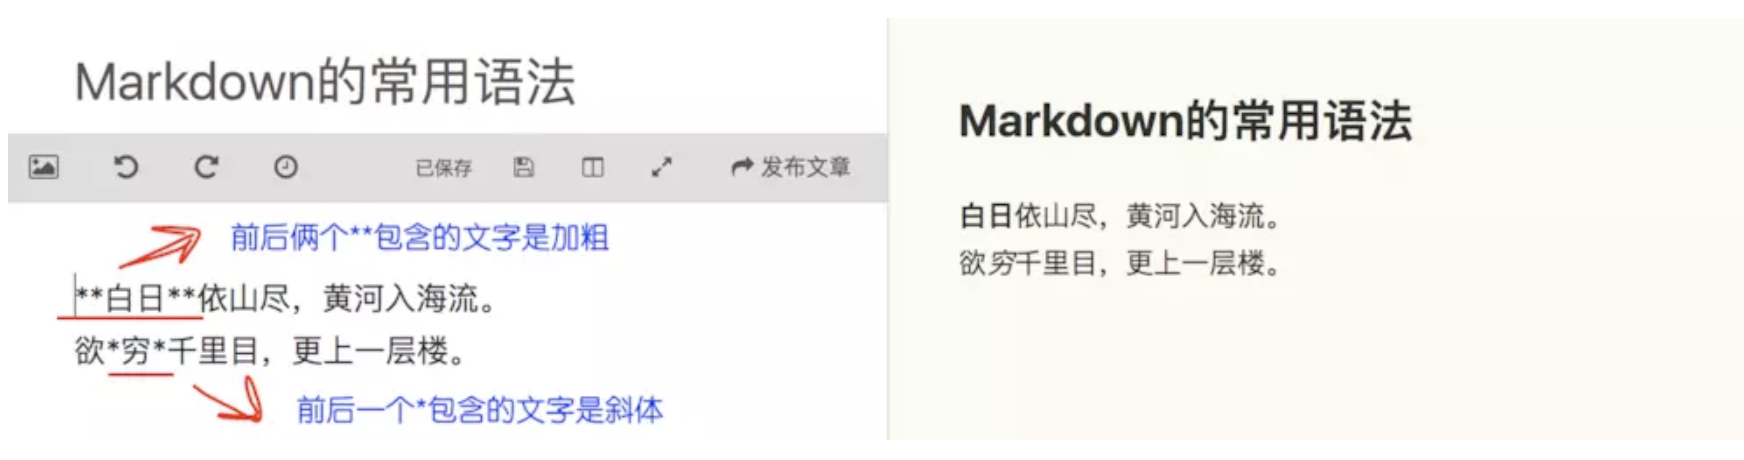 Markdown的常用语法
已保存 发布文章
前后俩个**包含的文字是加粗
**白日**依山尽，黄河入海流。
欲*穷*千里目，更上一层楼。
前后一个*包含的文字是斜体
Markdown的常用语法
白日依山尽，黄河入海流。
欲穷千里目，更上一层楼。